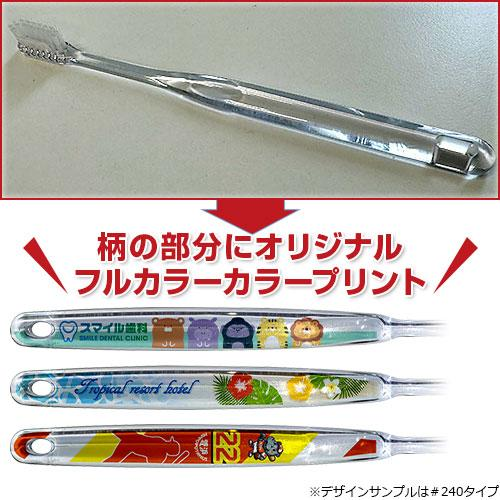 柄の部分にオリジナル
フルカラーカラープリント
スマイル歯科
SMILE DENTAL CLINIC
Tropical resort hotel
22
※デザインサンプルは#240タイプ